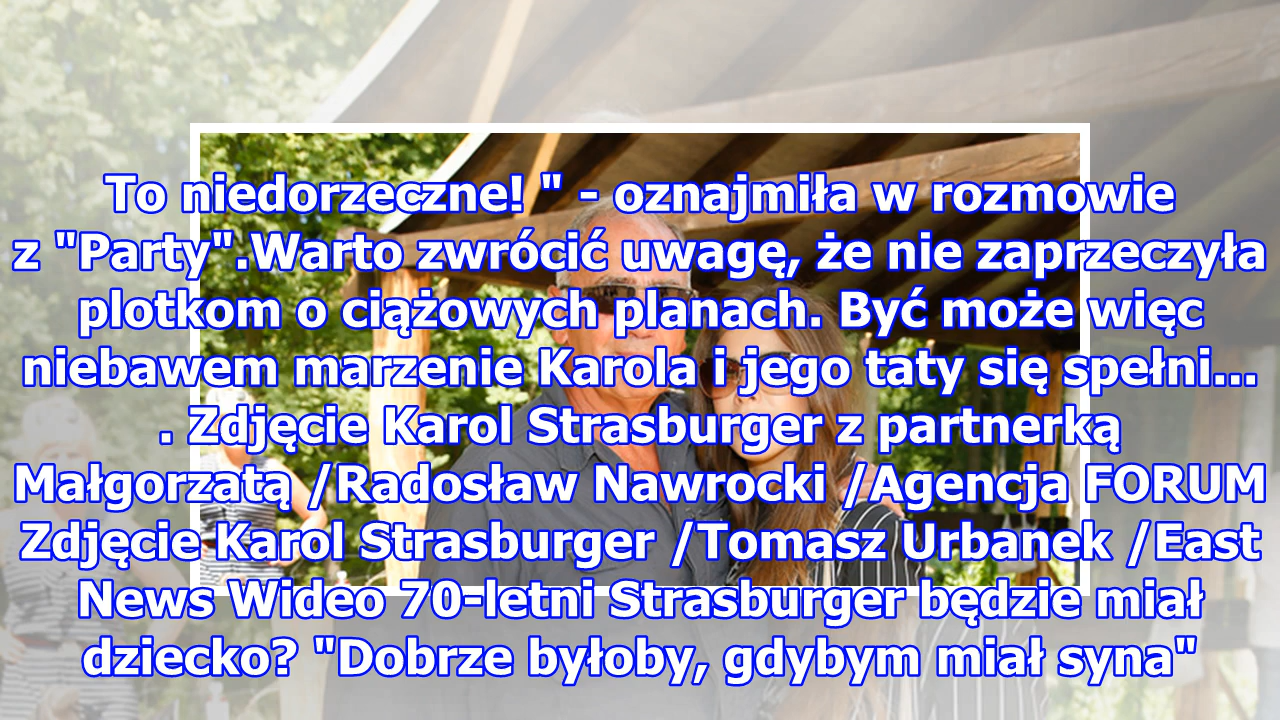 To niedorzeczne! " - oznajmiła w rozmowie
z "Party".Warto zwrócić uwagę, że nie zaprzeczyła
plotkom o ciążowych planach. Być może więc
niebawem marzenie Karola i jego taty się spełni...
. Zdjęcie Karol Strasburger z partnerką
Małgorzatą /Radosław Nawrocki /Agencja FORUM
Zdjęcie Karol Strasburger /Tomasz Urbanek /East
News Wideo 70-letni Strasburger będzie miał
dziecko? "Dobrze byłoby, gdybym miał syna"